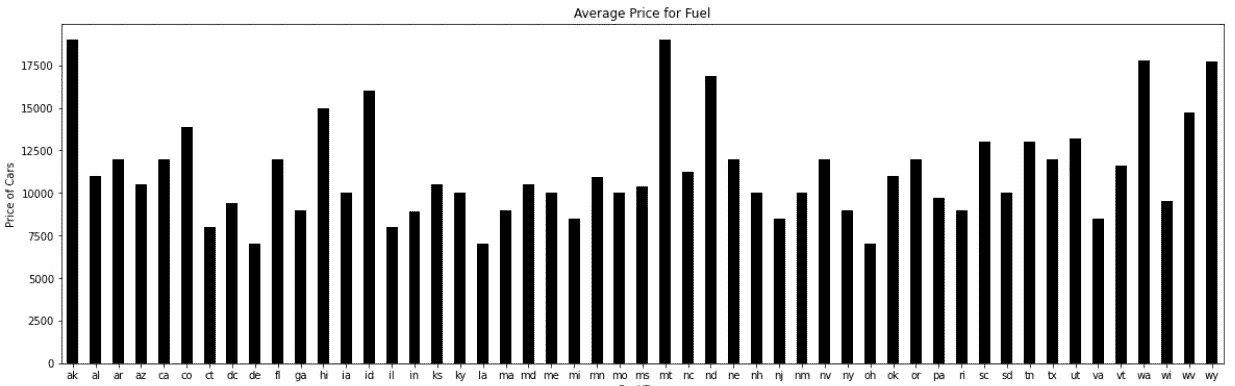 Average Price for Fuel
Price of Cars
17500
15000
12500
10000
7500
5000
2500
0
ak al ar az ca co ct dc de fl ga hi ia id il in ks ky la ma md me mi mn mo ms mt nc nd ne nh nj nm nv ny oh ok or pa ri sc sd tn tx ut va vt wa wi wv wy